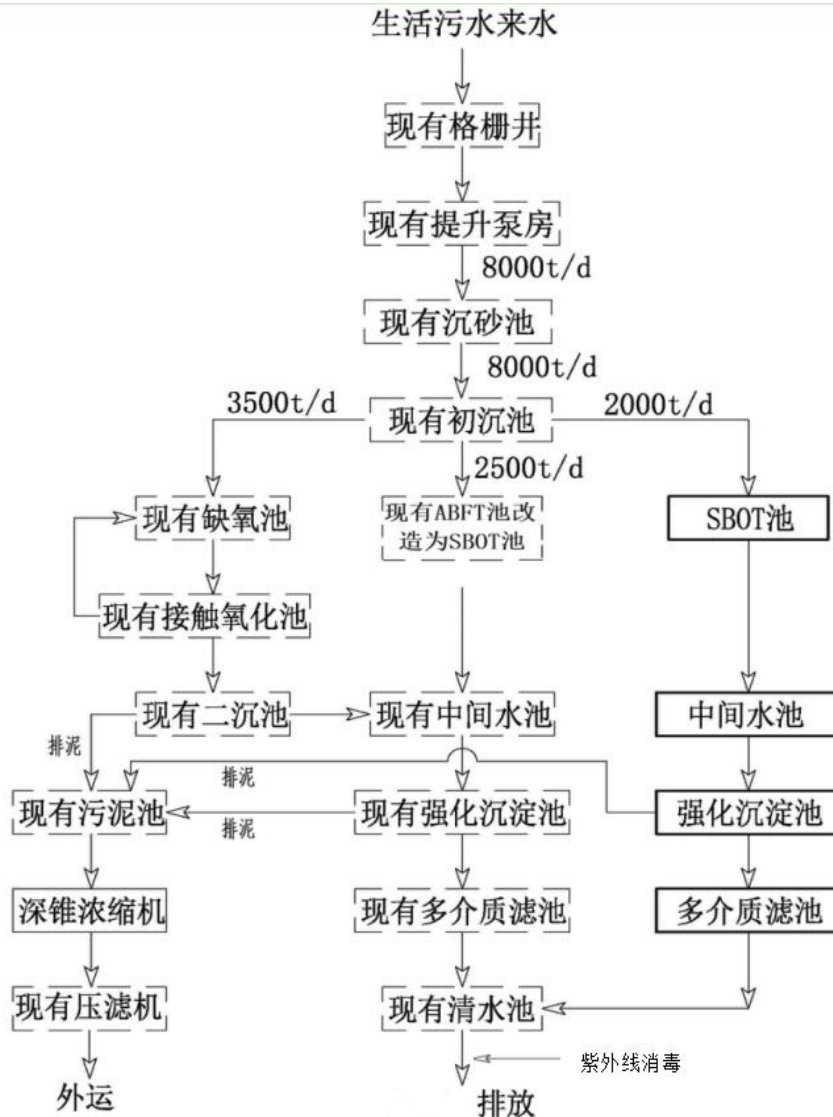 生活污水来水
现有格栅井
现有提升泵房
8000t/d
现有沉砂池
8000t/d
3500t/d
现有初沉池
2000t/d
2500t/d
现有缺氧池
现有ABFT池改
造为SBOT池
SBOT池
现有接触氧化池
现有二沉池
现有中间水池
中间水池
排泥
排泥
现有污泥池
排泥
现有强化沉淀池
强化沉淀池
深锥浓缩机
现有多介质滤池
多介质滤池
现有压滤机
现有清水池
紫外线消毒
外运
排放